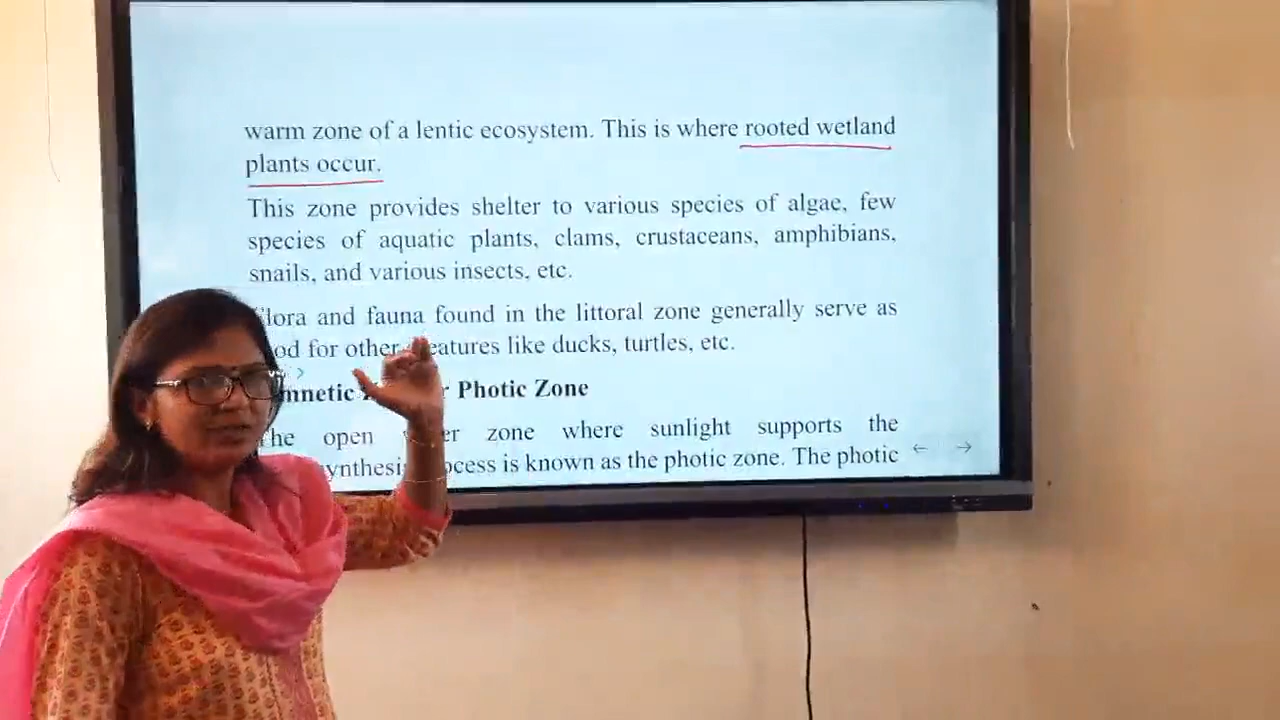 warm zone of a lentic ecosystem. This is where rooted wetland
plants occur.
This zone provides shelter to various species of algae, few
species of aquatic plants, clams, crustaceans, amphibians,
snails, and various insects, etc.
lora and fauna found in the littoral zone generally serve as
od for other eatures like ducks, turtles, etc.
mnetic Photic Zone
he open er zone where sunlight supports the
ynthesi ocess is known as the photic zone. The photic